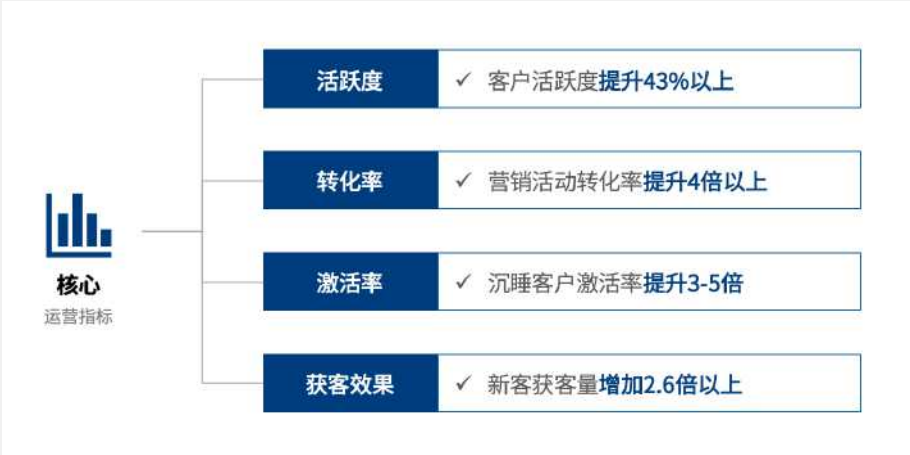 核心
运营指标
活跃度
✓ 客户活跃度提升43%以上
转化率
✓ 营销活动转化率提升4倍以上
激活率
✓ 沉睡客户激活率提升3-5倍
获客效果
✓ 新客获客量增加2.6倍以上